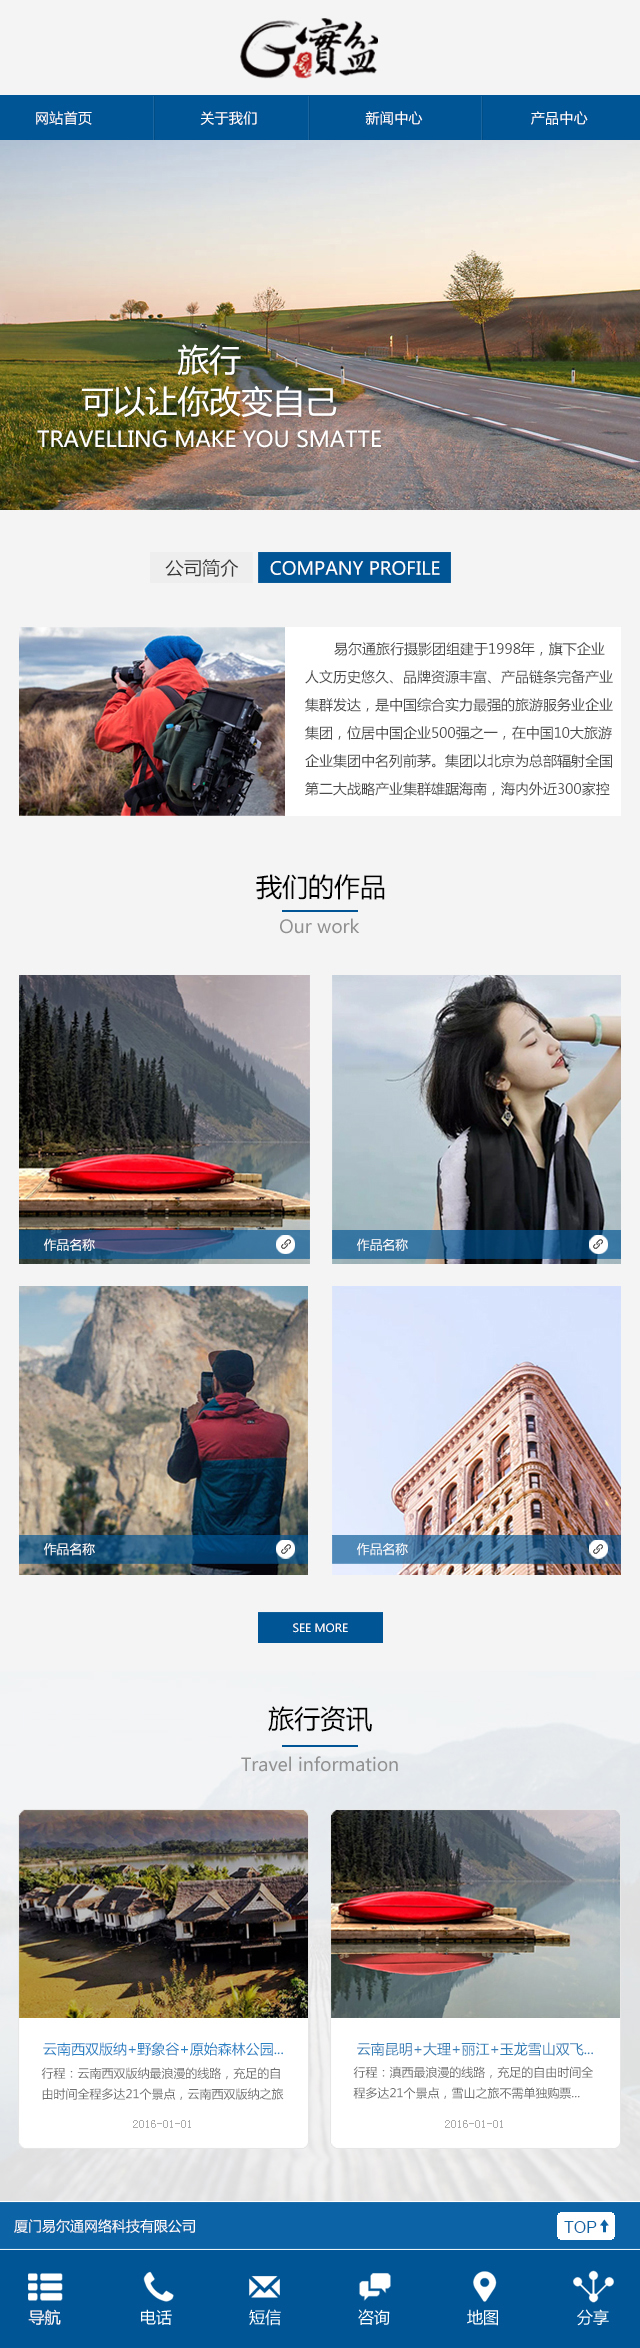 G寶盆
网站首页 关于我们 新闻中心 产品中心
旅行
可以让你改变自己
TRAVELLING MAKE YOU SMATTE
公司简介 COMPANY PROFILE
易尔通旅行摄影团组建于1998年，旗下企业
人文历史悠久、品牌资源丰富、产品链条完备产业
集群发达，是中国综合实力最强的旅游服务业企业
集团，位居中国企业500强之一，在中国10大旅游
企业集团中名列前茅。集团以北京为总部辐射全国
第二大战略产业集群雄踞海南，海内外近300家控
我们的作品
Our work
作品名称 作品名称
作品名称 作品名称
SEE MORE
旅行资讯
Travel information
云南西双版纳+野象谷+原始森林公园...
行程：云南西双版纳最浪漫的线路，充足的自
由时间全程多达21个景点，云南西双版纳之旅
2016-01-01
云南昆明+大理+丽江+玉龙雪山双飞...
行程：滇西最浪漫的线路，充足的自由时间全
程多达21个景点，雪山之旅不需单独购票...
2016-01-01
厦门易尔通网络科技有限公司 TOP
导航 电话 短信 咨询 地图 分享